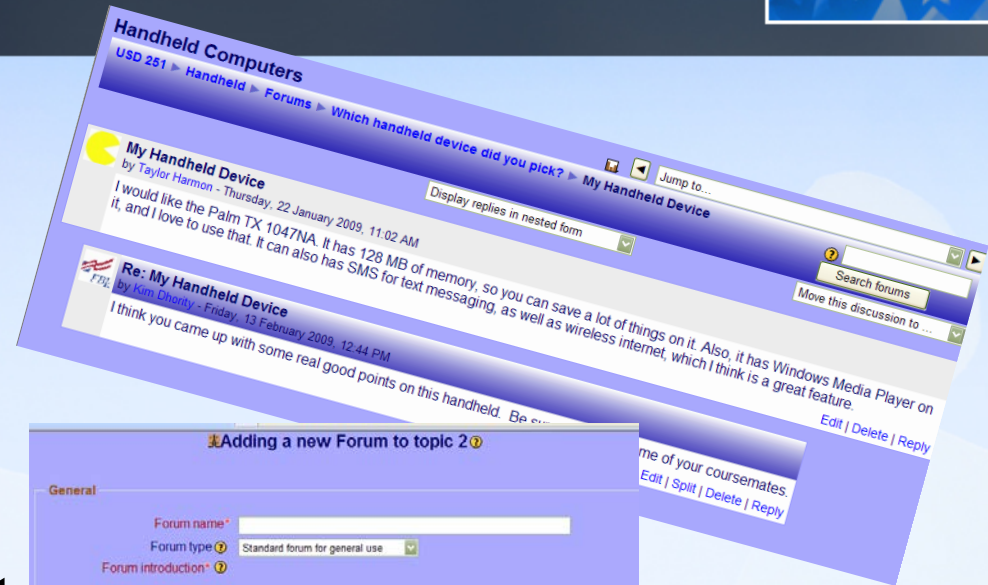 Handheld Computers
USD 251 ► Handheld ► Forums ► Which handheld device did you pick? ► My Handheld Device
Jump to...
Display replies in nested form
Search forums
Move this discussion to ...
My Handheld Device
by Taylor Harmon - Thursday, 22 January 2009, 11:02 AM
I would like the Palm TX 1047NA. It has 128 MB of memory, so you can save a lot of things on it. Also, it has Windows Media Player on
it, and I love to use that. It can also has SMS for text messaging, as well as wireless internet, which I think is a great feature.
Edit | Delete | Reply
Re: My Handheld Device
by Kim Dhority - Friday, 13 February 2009, 12:44 PM
I think you came up with some real good points on this handheld. Be of your coursemates.
Edit | Split | Delete | Reply
Adding a new Forum to topic 2
General
Forum name*
Forum type Standard forum for general use
Forum introduction*